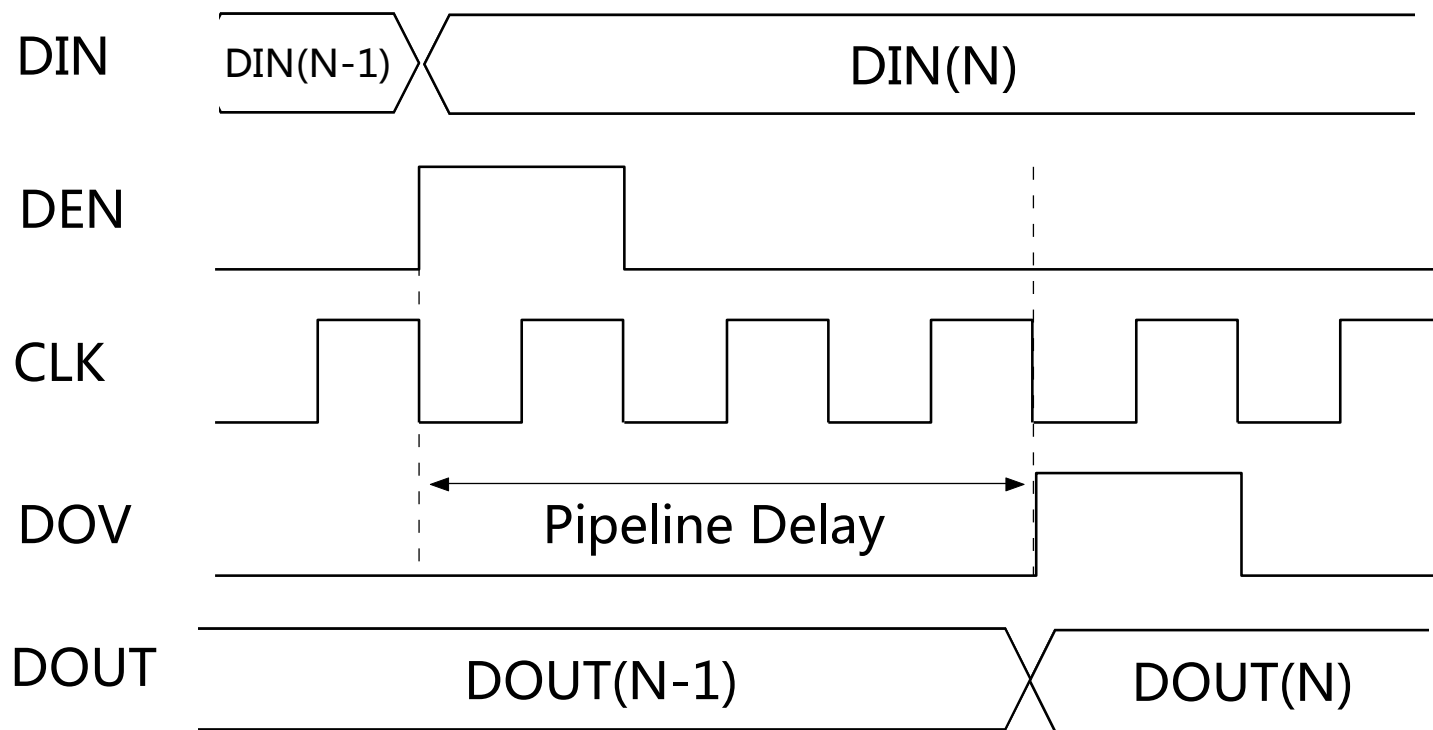 DIN DIN(N-1) DIN(N)
DEN
CLK
DOV Pipeline Delay
DOUT DOUT(N-1) DOUT(N)